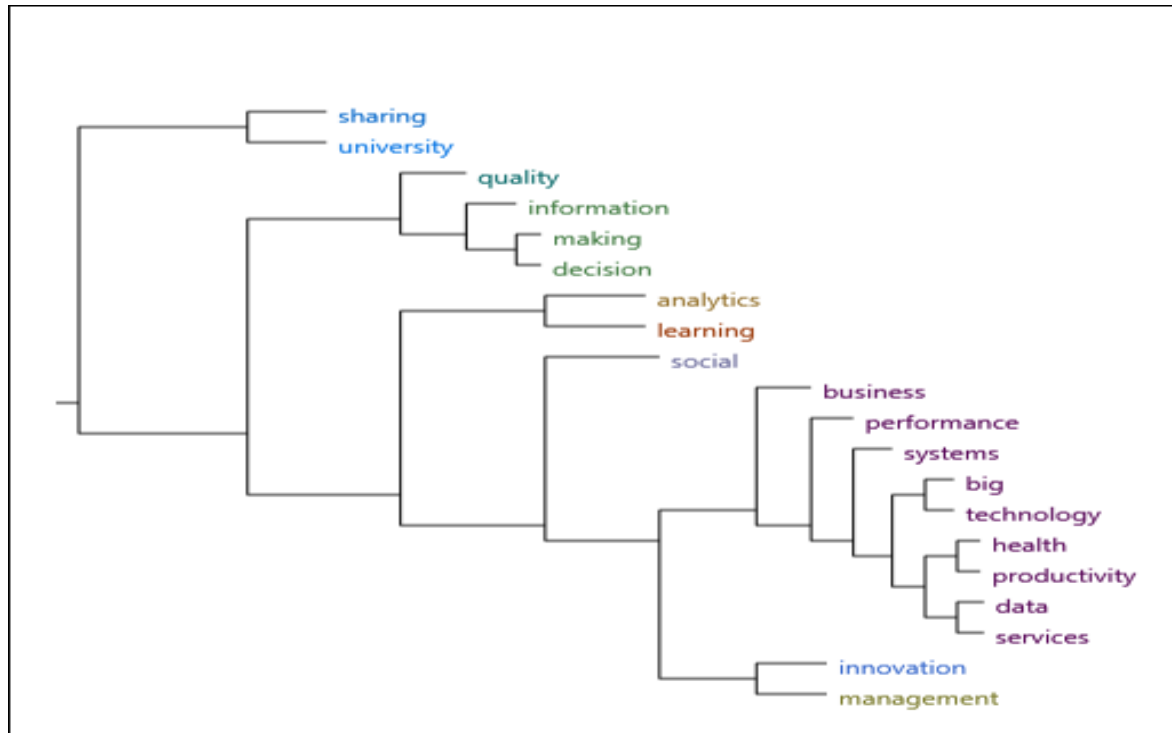 sharing
university
quality
information
making
decision
analytics
learning
social
business
performance
systems
big
technology
health
productivity
data
services
innovation
management